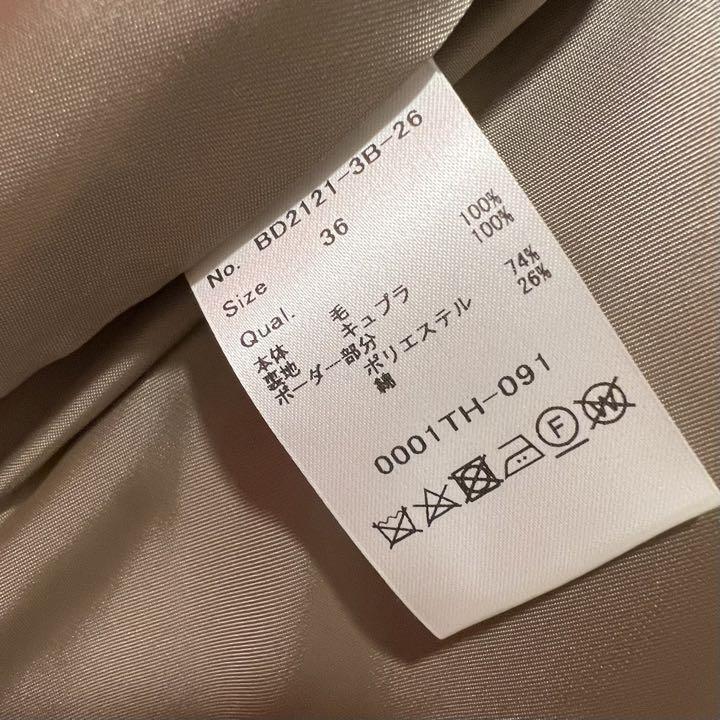 No. BD2121-3B-26
Size 36
Qual.
本体 毛 100%
裏地 キュプラ 100%
ボーダー部分
ポリエステル 74%
綿 26%
0001TH-091
F W